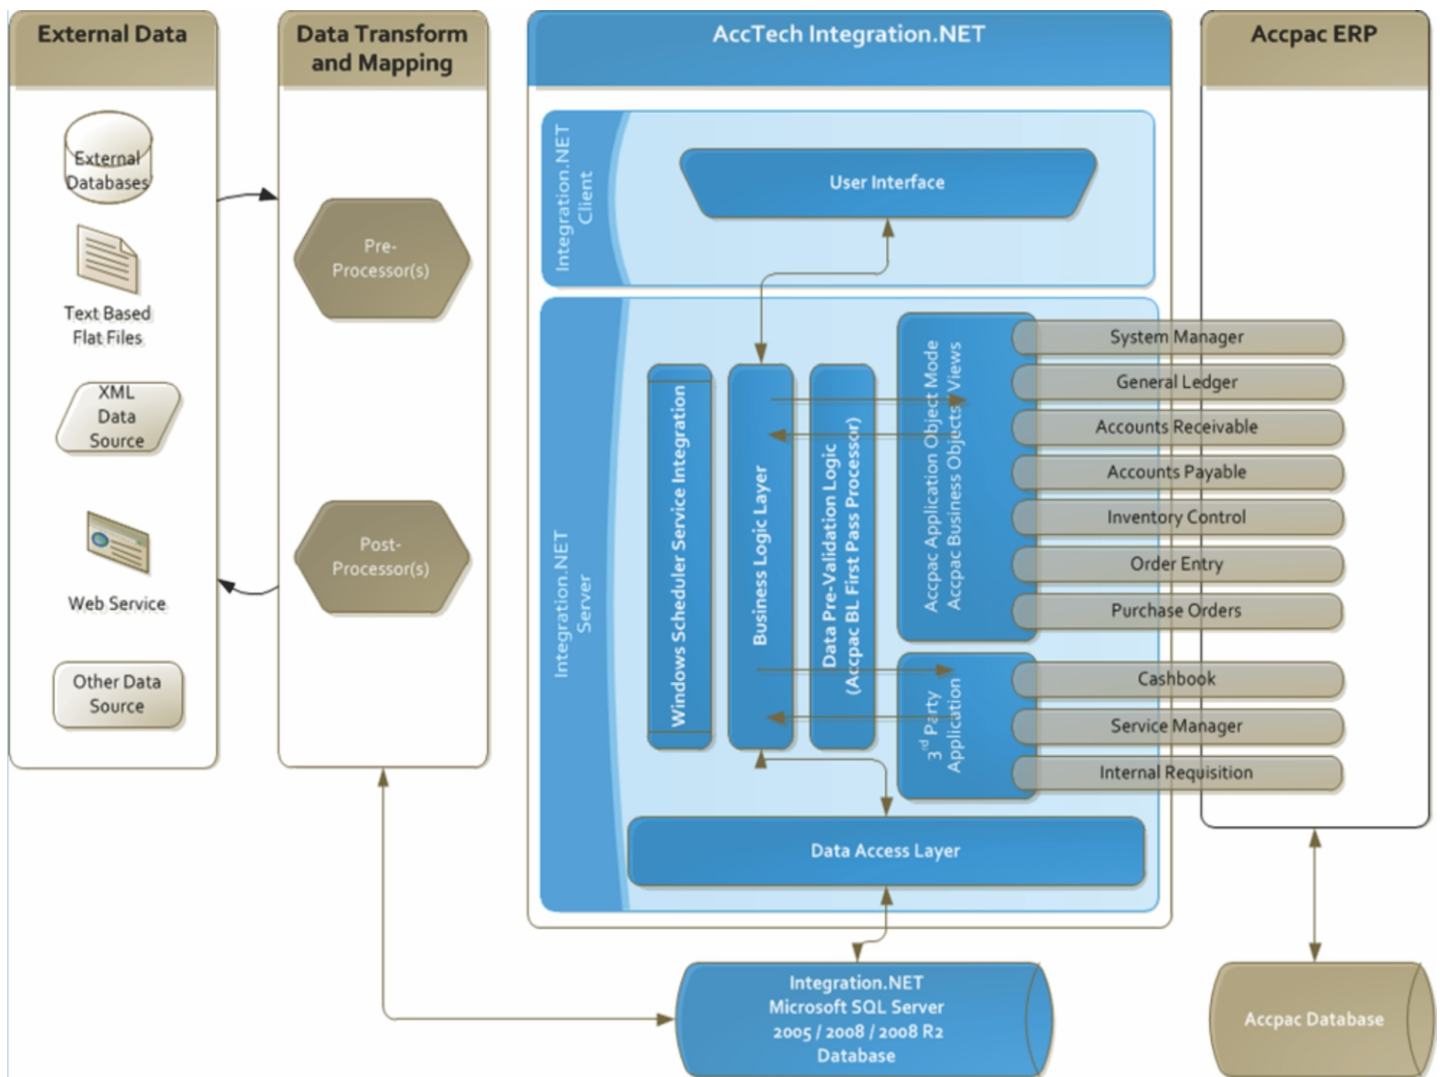 External Data
External
Databases
Text Based
Flat Files
XML
Data
Source
Web Service
Other Data
Source
Data Transform
and Mapping
Pre-
Processor(s)
Post-
Processor(s)
AccTech Integration.NET
Integration.NET
Client
User Interface
Integration.NET
Server
Windows Scheduler Service Integration
Business Logic Layer
Data Pre-Validation Logic
(Accpac BL First Pass Processor)
Accpac Application Object Mode
Accpac Business Objects / Views
3rd Party
Application
Data Access Layer
Integration.NET
Microsoft SQL Server
2005 / 2008 / 2008 R2
Database
Accpac ERP
System Manager
General Ledger
Accounts Receivable
Accounts Payable
Inventory Control
Order Entry
Purchase Orders
Cashbook
Service Manager
Internal Requisition
Accpac Database